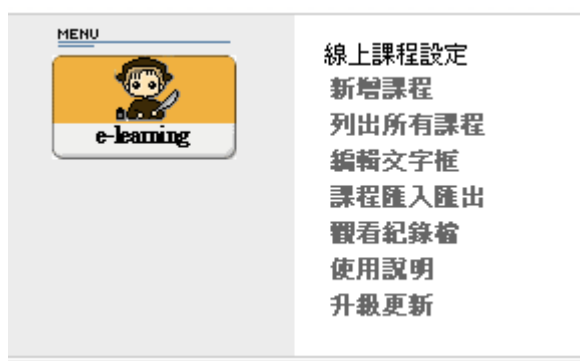 MENU
e-learning
線上課程設定
新增課程
列出所有課程
編輯文字框
課程匯入匯出
觀看紀錄檔
使用說明
升級更新